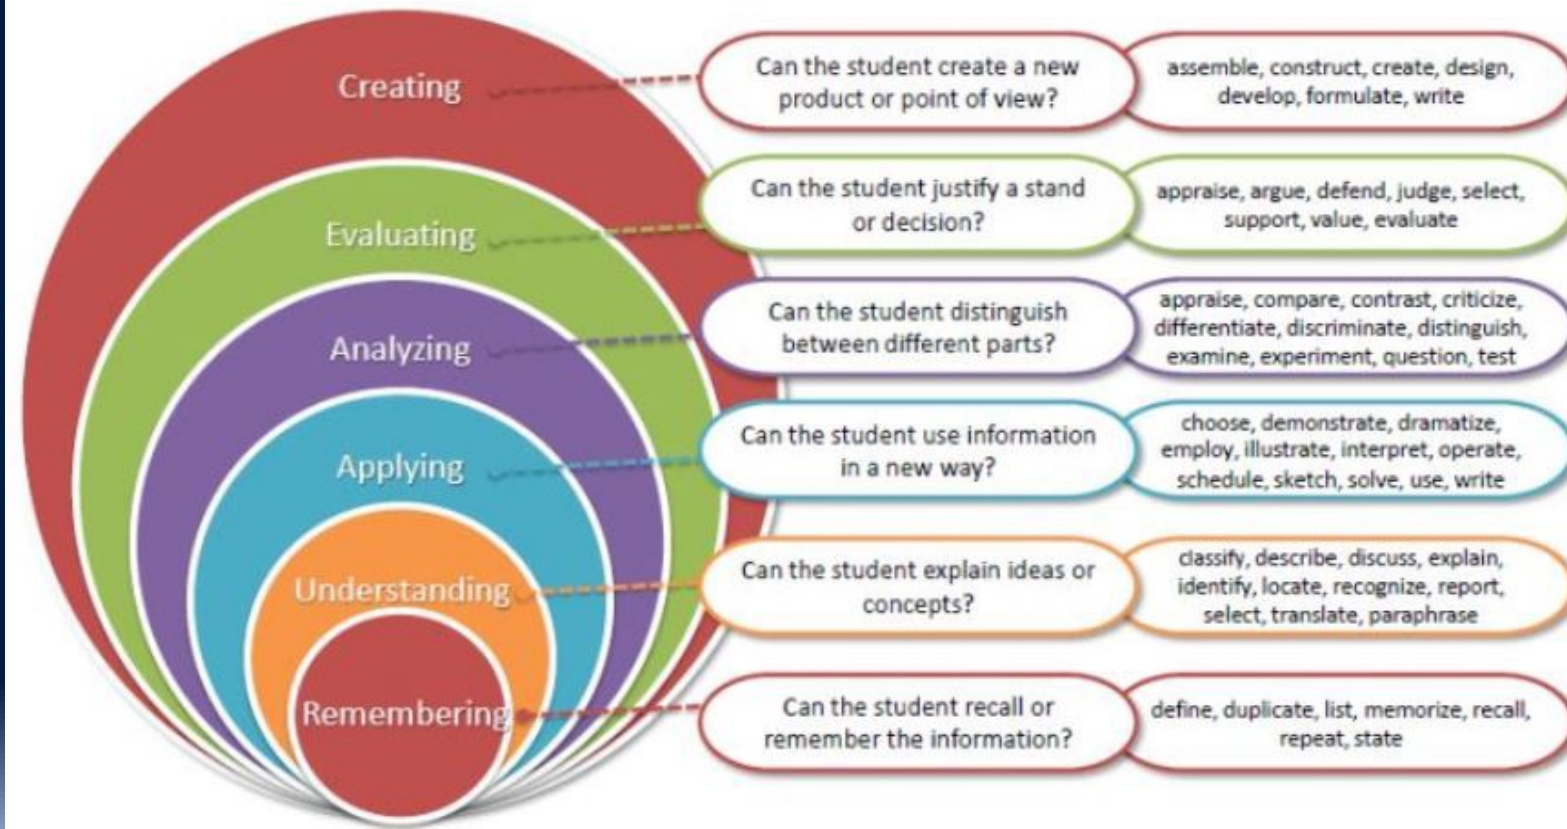 Creating
Can the student create a new
product or point of view?
assemble, construct, create, design,
develop, formulate, write
Evaluating
Can the student justify a stand
or decision?
appraise, argue, defend, judge, select,
support, value, evaluate
Analyzing
Can the student distinguish
between different parts?
appraise, compare, contrast, criticize,
differentiate, discriminate, distinguish,
examine, experiment, question, test
Applying
Can the student use information
in a new way?
choose, demonstrate, dramatize,
employ, illustrate, interpret, operate,
schedule, sketch, solve, use, write
Understanding
Can the student explain ideas or
concepts?
classify, describe, discuss, explain,
identify, locate, recognize, report,
select, translate, paraphrase
Remembering
Can the student recall or
remember the information?
define, duplicate, list, memorize, recall,
repeat, state